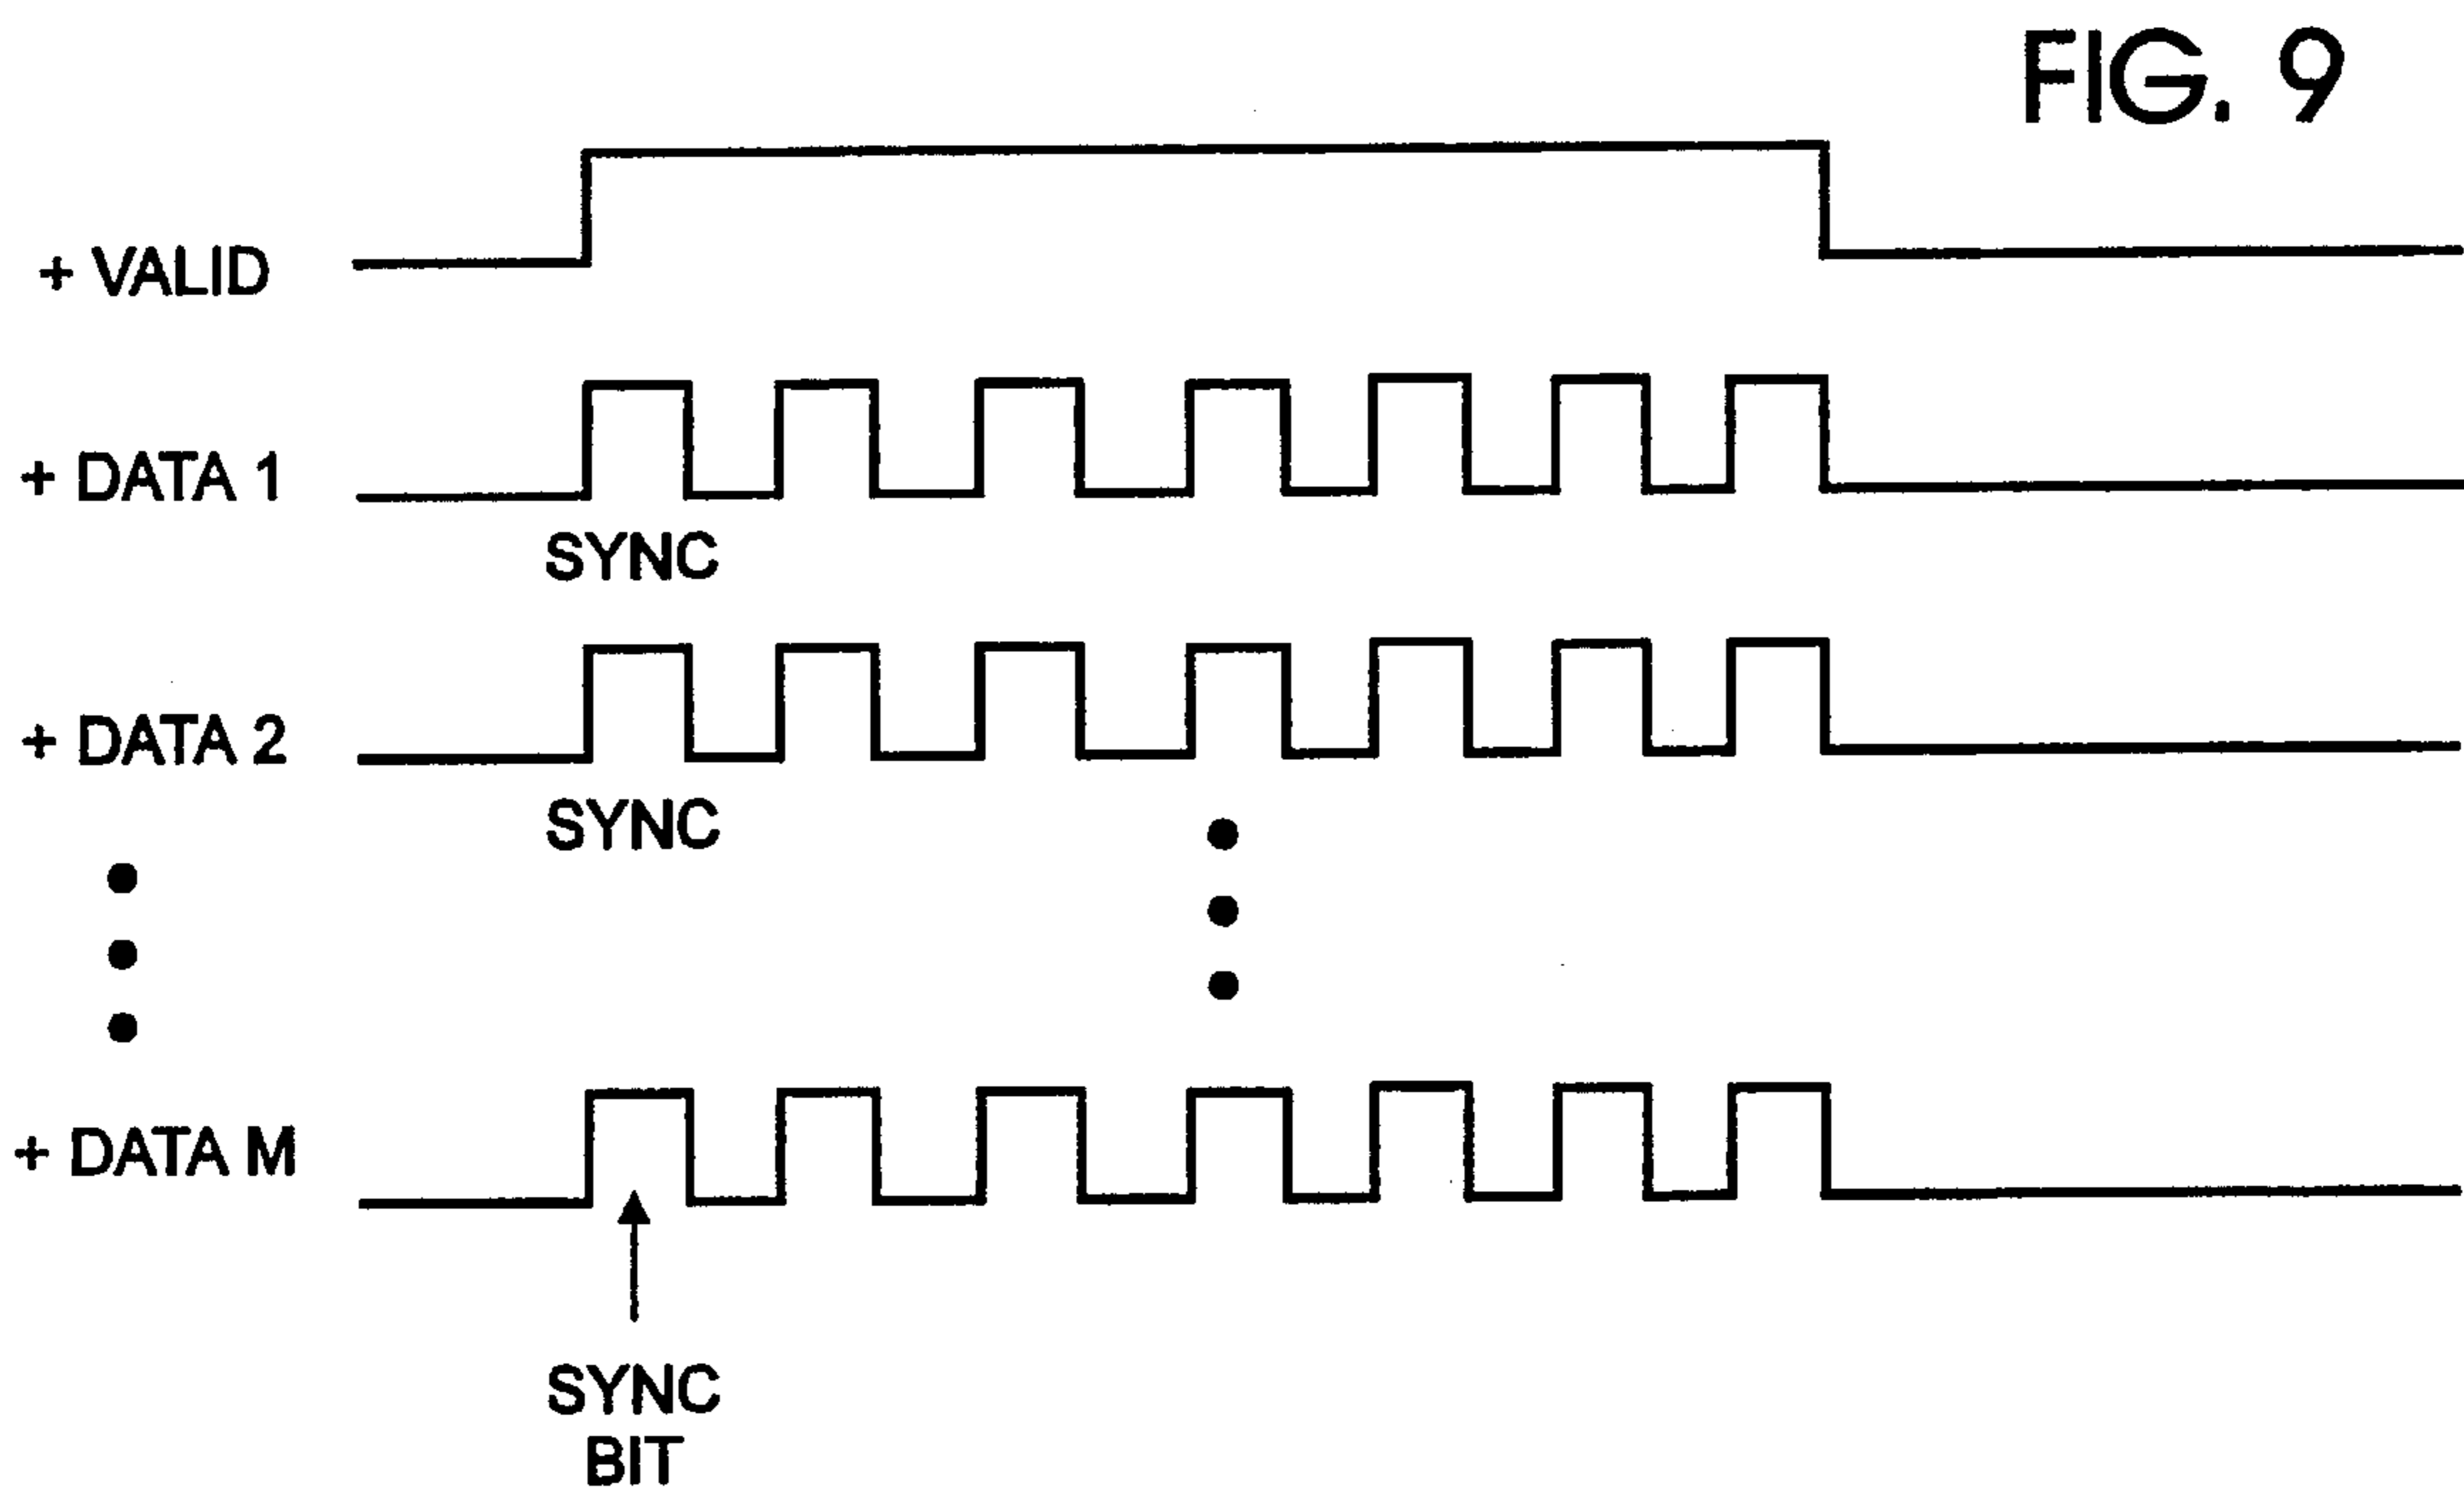 FIG. 9
+ VALID
+ DATA 1
SYNC
+ DATA 2
SYNC
+ DATA M
SYNC
BIT